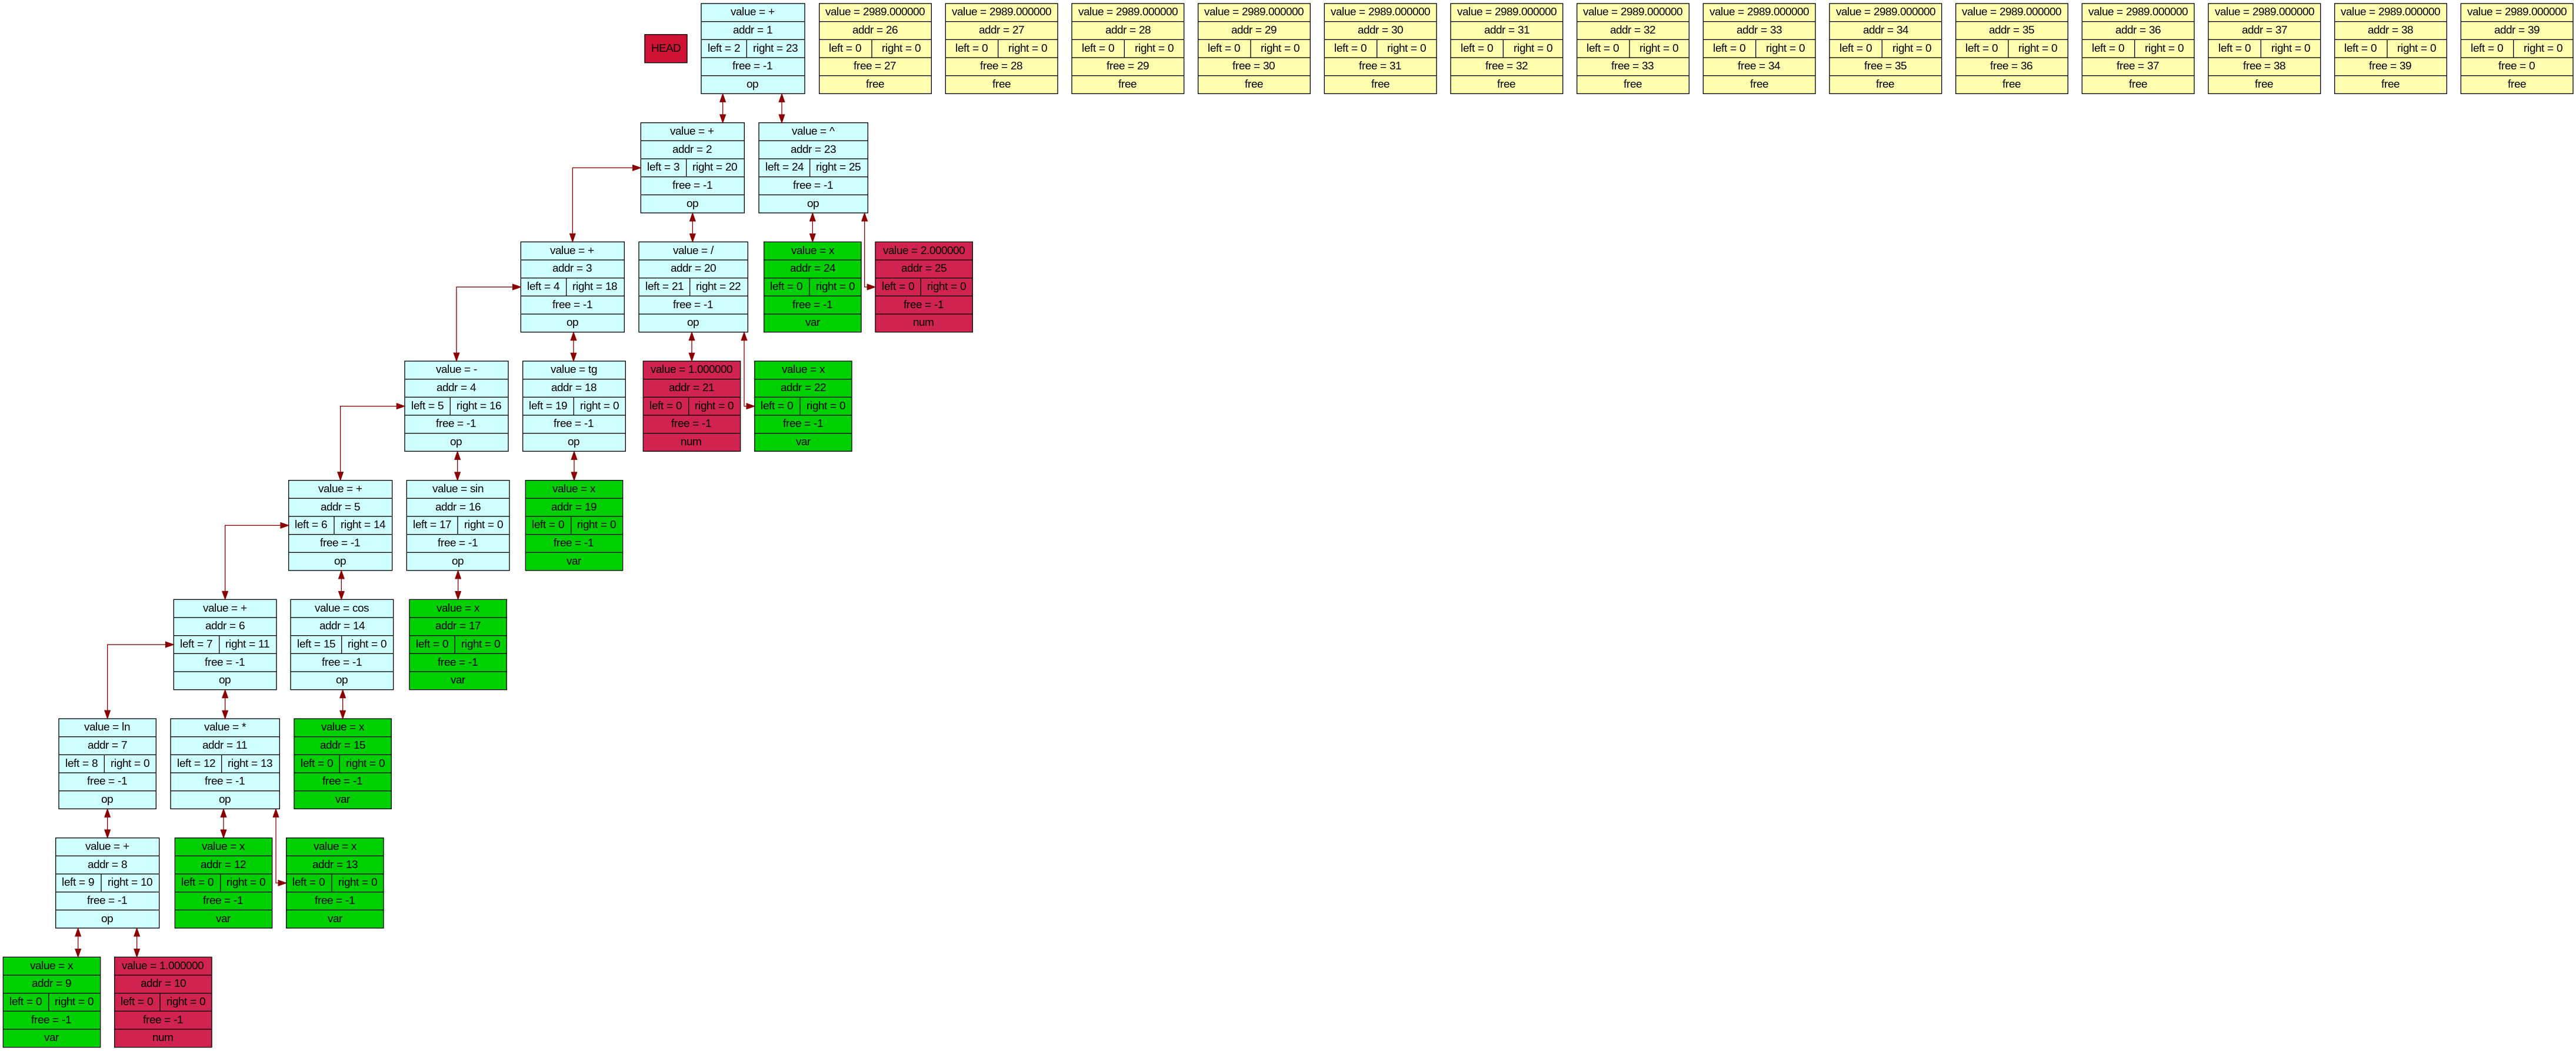 HEAD
value = +
addr = 1
left = 2 right = 23
free = -1
op
value = 2989.000000
addr = 26
left = 0 right = 0
free = 27
free
value = 2989.000000
addr = 27
left = 0 right = 0
free = 28
free
value = 2989.000000
addr = 28
left = 0 right = 0
free = 29
free
value = 2989.000000
addr = 29
left = 0 right = 0
free = 30
free
value = 2989.000000
addr = 30
left = 0 right = 0
free = 31
free
value = 2989.000000
addr = 31
left = 0 right = 0
free = 32
free
value = 2989.000000
addr = 32
left = 0 right = 0
free = 33
free
value = 2989.000000
addr = 33
left = 0 right = 0
free = 34
free
value = 2989.000000
addr = 34
left = 0 right = 0
free = 35
free
value = 2989.000000
addr = 35
left = 0 right = 0
free = 36
free
value = 2989.000000
addr = 36
left = 0 right = 0
free = 37
free
value = 2989.000000
addr = 37
left = 0 right = 0
free = 38
free
value = 2989.000000
addr = 38
left = 0 right = 0
free = 39
free
value = 2989.000000
addr = 39
left = 0 right = 0
free = 0
free
value = +
addr = 2
left = 3 right = 20
free = -1
op
value = ^
addr = 23
left = 24 right = 25
free = -1
op
value = +
addr = 3
left = 4 right = 18
free = -1
op
value = /
addr = 20
left = 21 right = 22
free = -1
op
value = x
addr = 24
left = 0 right = 0
free = -1
var
value = 2.000000
addr = 25
left = 0 right = 0
free = -1
num
value = -
addr = 4
left = 5 right = 16
free = -1
op
value = tg
addr = 18
left = 19 right = 0
free = -1
op
value = 1.000000
addr = 21
left = 0 right = 0
free = -1
num
value = x
addr = 22
left = 0 right = 0
free = -1
var
value = +
addr = 5
left = 6 right = 14
free = -1
op
value = sin
addr = 16
left = 17 right = 0
free = -1
op
value = x
addr = 19
left = 0 right = 0
free = -1
var
value = +
addr = 6
left = 7 right = 11
free = -1
op
value = cos
addr = 14
left = 15 right = 0
free = -1
op
value = x
addr = 17
left = 0 right = 0
free = -1
var
value = ln
addr = 7
left = 8 right = 0
free = -1
op
value = *
addr = 11
left = 12 right = 13
free = -1
op
value = x
addr = 15
left = 0 right = 0
free = -1
var
value = +
addr = 8
left = 9 right = 10
free = -1
op
value = x
addr = 12
left = 0 right = 0
free = -1
var
value = x
addr = 13
left = 0 right = 0
free = -1
var
value = x
addr = 9
left = 0 right = 0
free = -1
var
value = 1.000000
addr = 10
left = 0 right = 0
free = -1
num